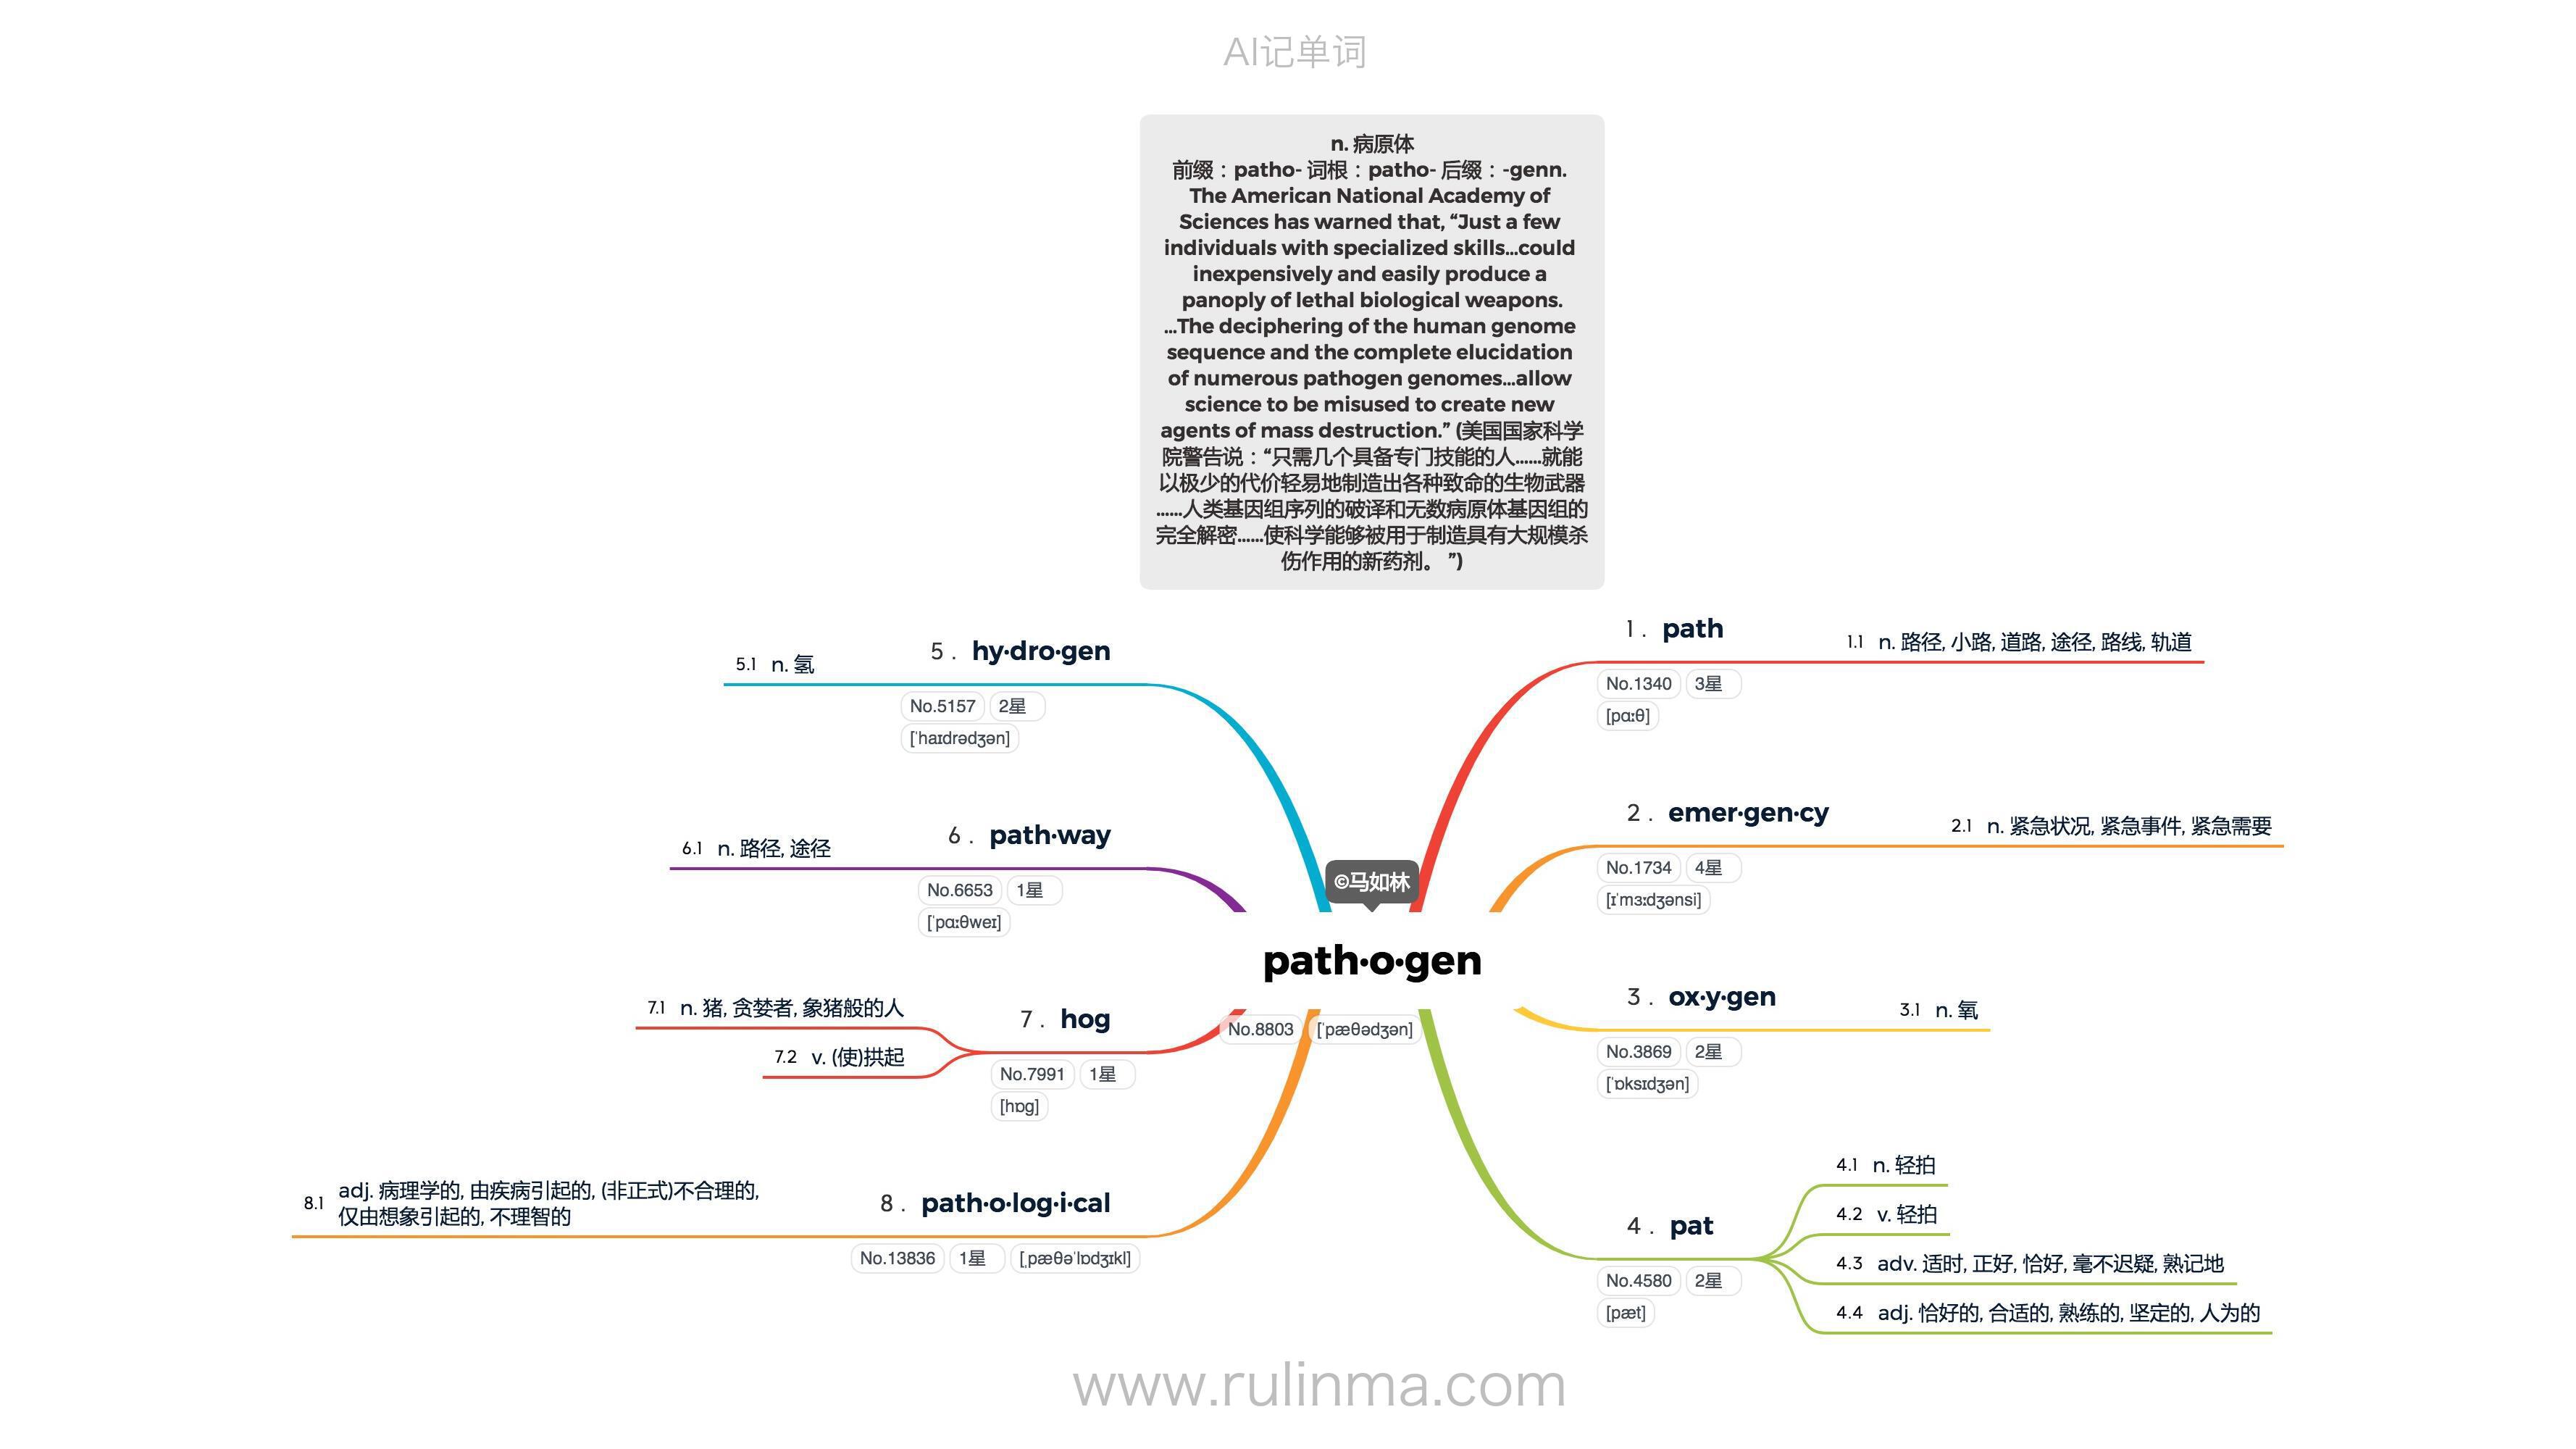 AI记单词
n. 病原体
前缀：patho- 词根：patho- 后缀：-genn.
The American National Academy of
Sciences has warned that, “Just a few
individuals with specialized skills...could
inexpensively and easily produce a
panoply of lethal biological weapons.
...The deciphering of the human genome
sequence and the complete elucidation
of numerous pathogen genomes...allow
science to be misused to create new
agents of mass destruction.” (美国国家科学
院警告说：“只需几个具备专门技能的人......就能
以极少的代价轻易地制造出各种致命的生物武器
......人类基因组序列的破译和无数病原体基因组的
完全解密......使科学能够被用于制造具有大规模杀
伤作用的新药剂。 ”)
©马如林
path·o·gen
No.8803 [ˈpæθədʒən]
1 . path
No.1340 3星
[pɑːθ]
1.1 n. 路径, 小路, 道路, 途径, 路线, 轨道
2 . emer·gen·cy
No.1734 4星
[ɪˈmɜːdʒənsi]
2.1 n. 紧急状况, 紧急事件, 紧急需要
3 . ox·y·gen
No.3869 2星
[ˈɒksɪdʒən]
3.1 n. 氧
4 . pat
No.4580 2星
[pæt]
4.1 n. 轻拍
4.2 v. 轻拍
4.3 adv. 适时, 正好, 恰好, 毫不迟疑, 熟记地
4.4 adj. 恰好的, 合适的, 熟练的, 坚定的, 人为的
5 . hy·dro·gen
No.5157 2星
[ˈhaɪdrədʒən]
5.1 n. 氢
6 . path·way
No.6653 1星
[ˈpɑːθweɪ]
6.1 n. 路径, 途径
7 . hog
No.7991 1星
[hɒg]
7.1 n. 猪, 贪婪者, 象猪般的人
7.2 v. (使)拱起
8 . path·o·log·i·cal
No.13836 1星 [ˌpæθəˈlɒdʒɪkl]
8.1 adj. 病理学的, 由疾病引起的, (非正式)不合理的,
仅由想象引起的, 不理智的
www.rulinma.com